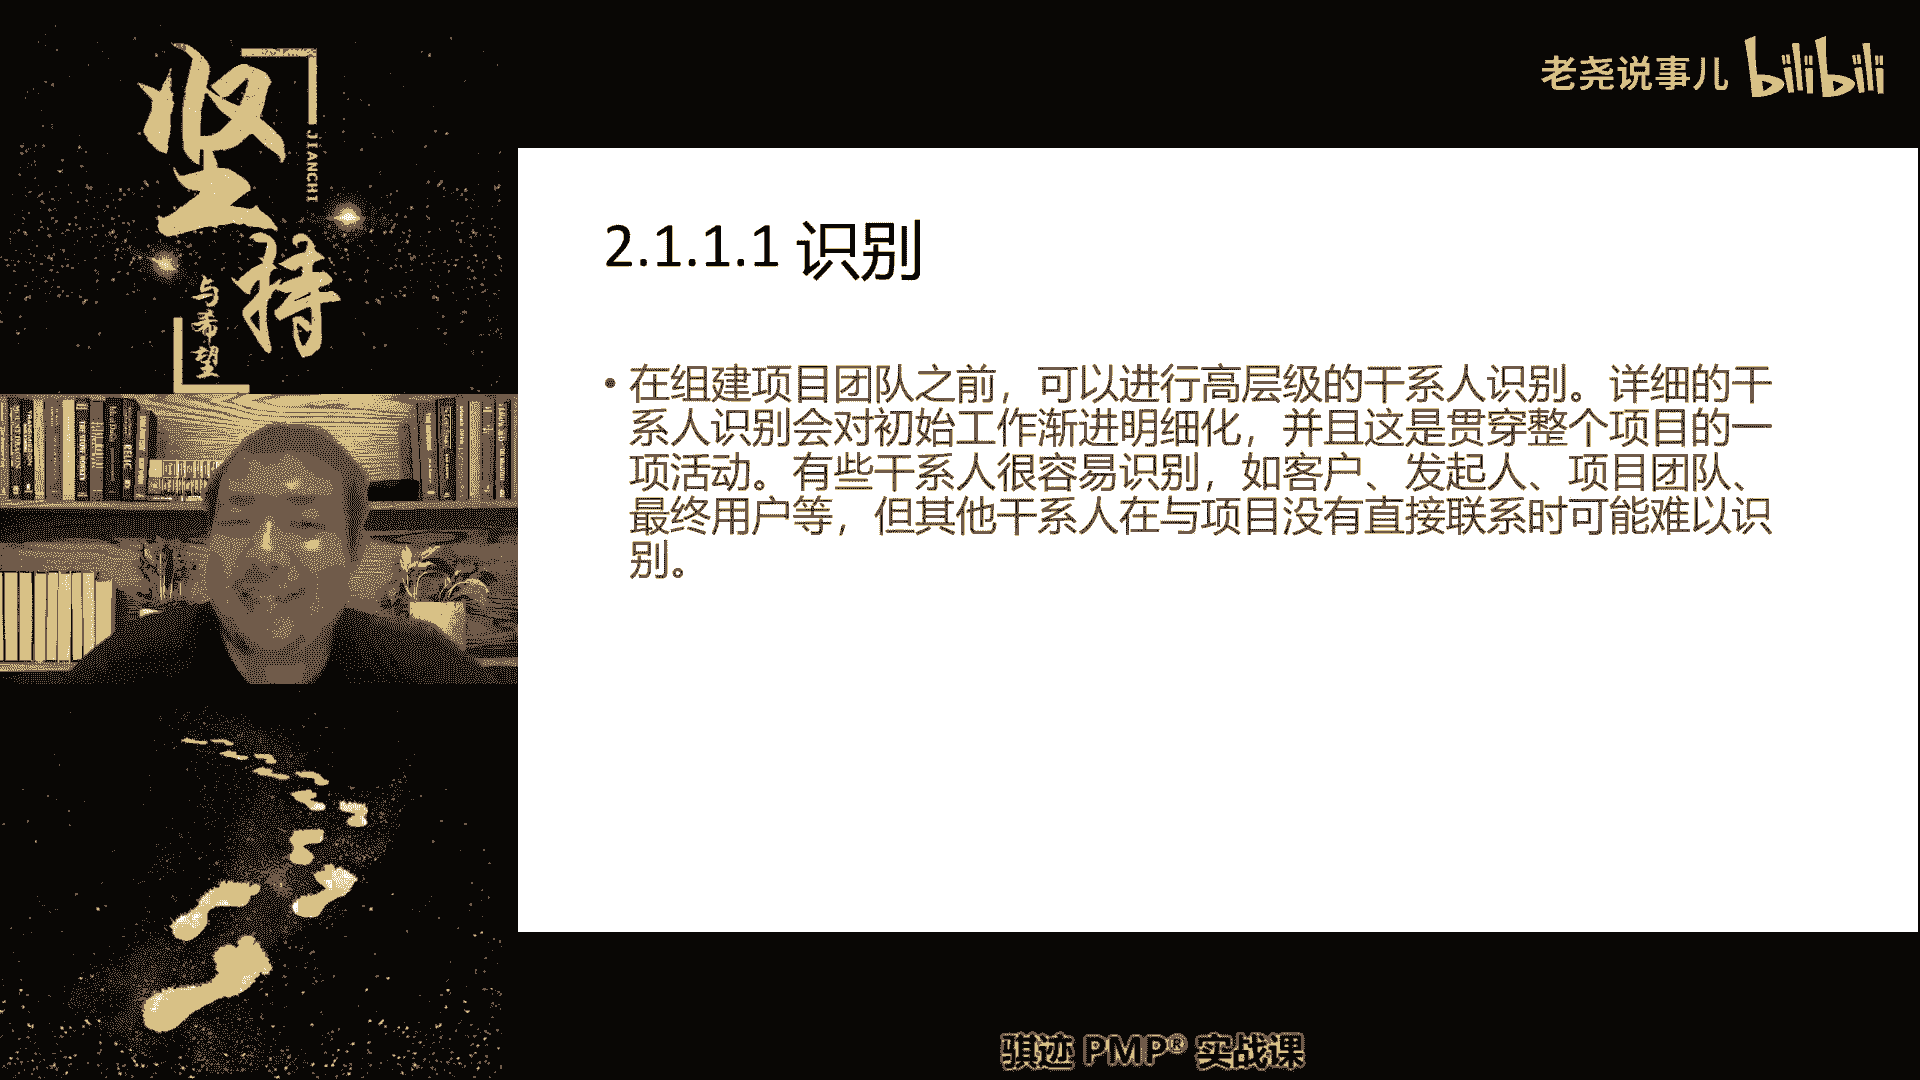 坚持
JIANCHI
与希望
老尧说事儿 bilibili
2.1.1.1 识别
• 在组建项目团队之前，可以进行高层级的干系人识别。详细的干
系人识别会对初始工作渐进明细化，并且这是贯穿整个项目的一
项活动。有些干系人很容易识别，如客户、发起人、项目团队、
最终用户等，但其他干系人在与项目没有直接联系时可能难以识
别。
骐迹 PMP® 实战课